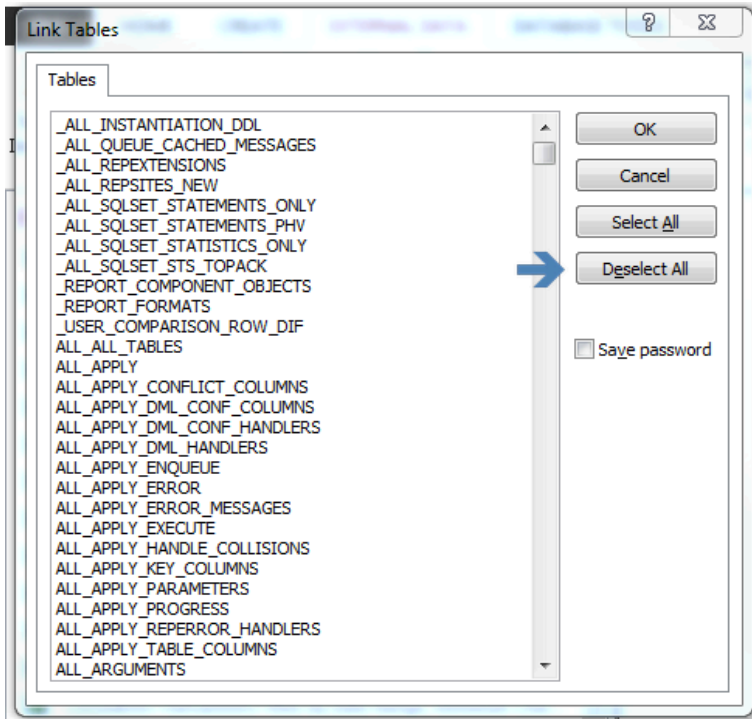 Link Tables
Tables
_ALL_INSTANTIATION_DDL
_ALL_QUEUE_CACHED_MESSAGES
_ALL_REPEXTENSIONS
_ALL_REPSITES_NEW
_ALL_SQLSET_STATEMENTS_ONLY
_ALL_SQLSET_STATEMENTS_PHV
_ALL_SQLSET_STATISTICS_ONLY
_ALL_SQLSET_STS_TOPACK
_REPORT_COMPONENT_OBJECTS
_REPORT_FORMATS
_USER_COMPARISON_ROW_DIF
ALL_ALL_TABLES
ALL_APPLY
ALL_APPLY_CONFLICT_COLUMNS
ALL_APPLY_DML_CONF_COLUMNS
ALL_APPLY_DML_CONF_HANDLERS
ALL_APPLY_DML_HANDLERS
ALL_APPLY_ENQUEUE
ALL_APPLY_ERROR
ALL_APPLY_ERROR_MESSAGES
ALL_APPLY_EXECUTE
ALL_APPLY_HANDLE_COLLISIONS
ALL_APPLY_KEY_COLUMNS
ALL_APPLY_PARAMETERS
ALL_APPLY_PROGRESS
ALL_APPLY_REPERROR_HANDLERS
ALL_APPLY_TABLE_COLUMNS
ALL_ARGUMENTS
OK
Cancel
Select All
Deselect All
Save password